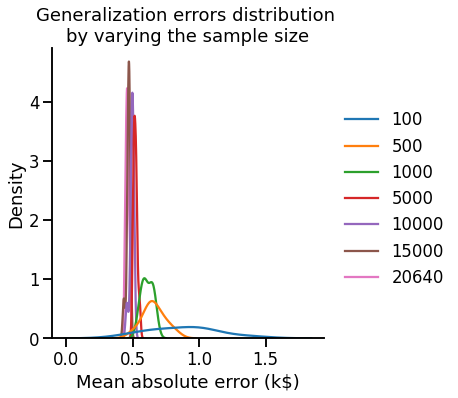 Generalization errors distribution
by varying the sample size
4
3
2
1
0
Density
0.0 0.5 1.0 1.5
Mean absolute error (k$)
100
500
1000
5000
10000
15000
20640